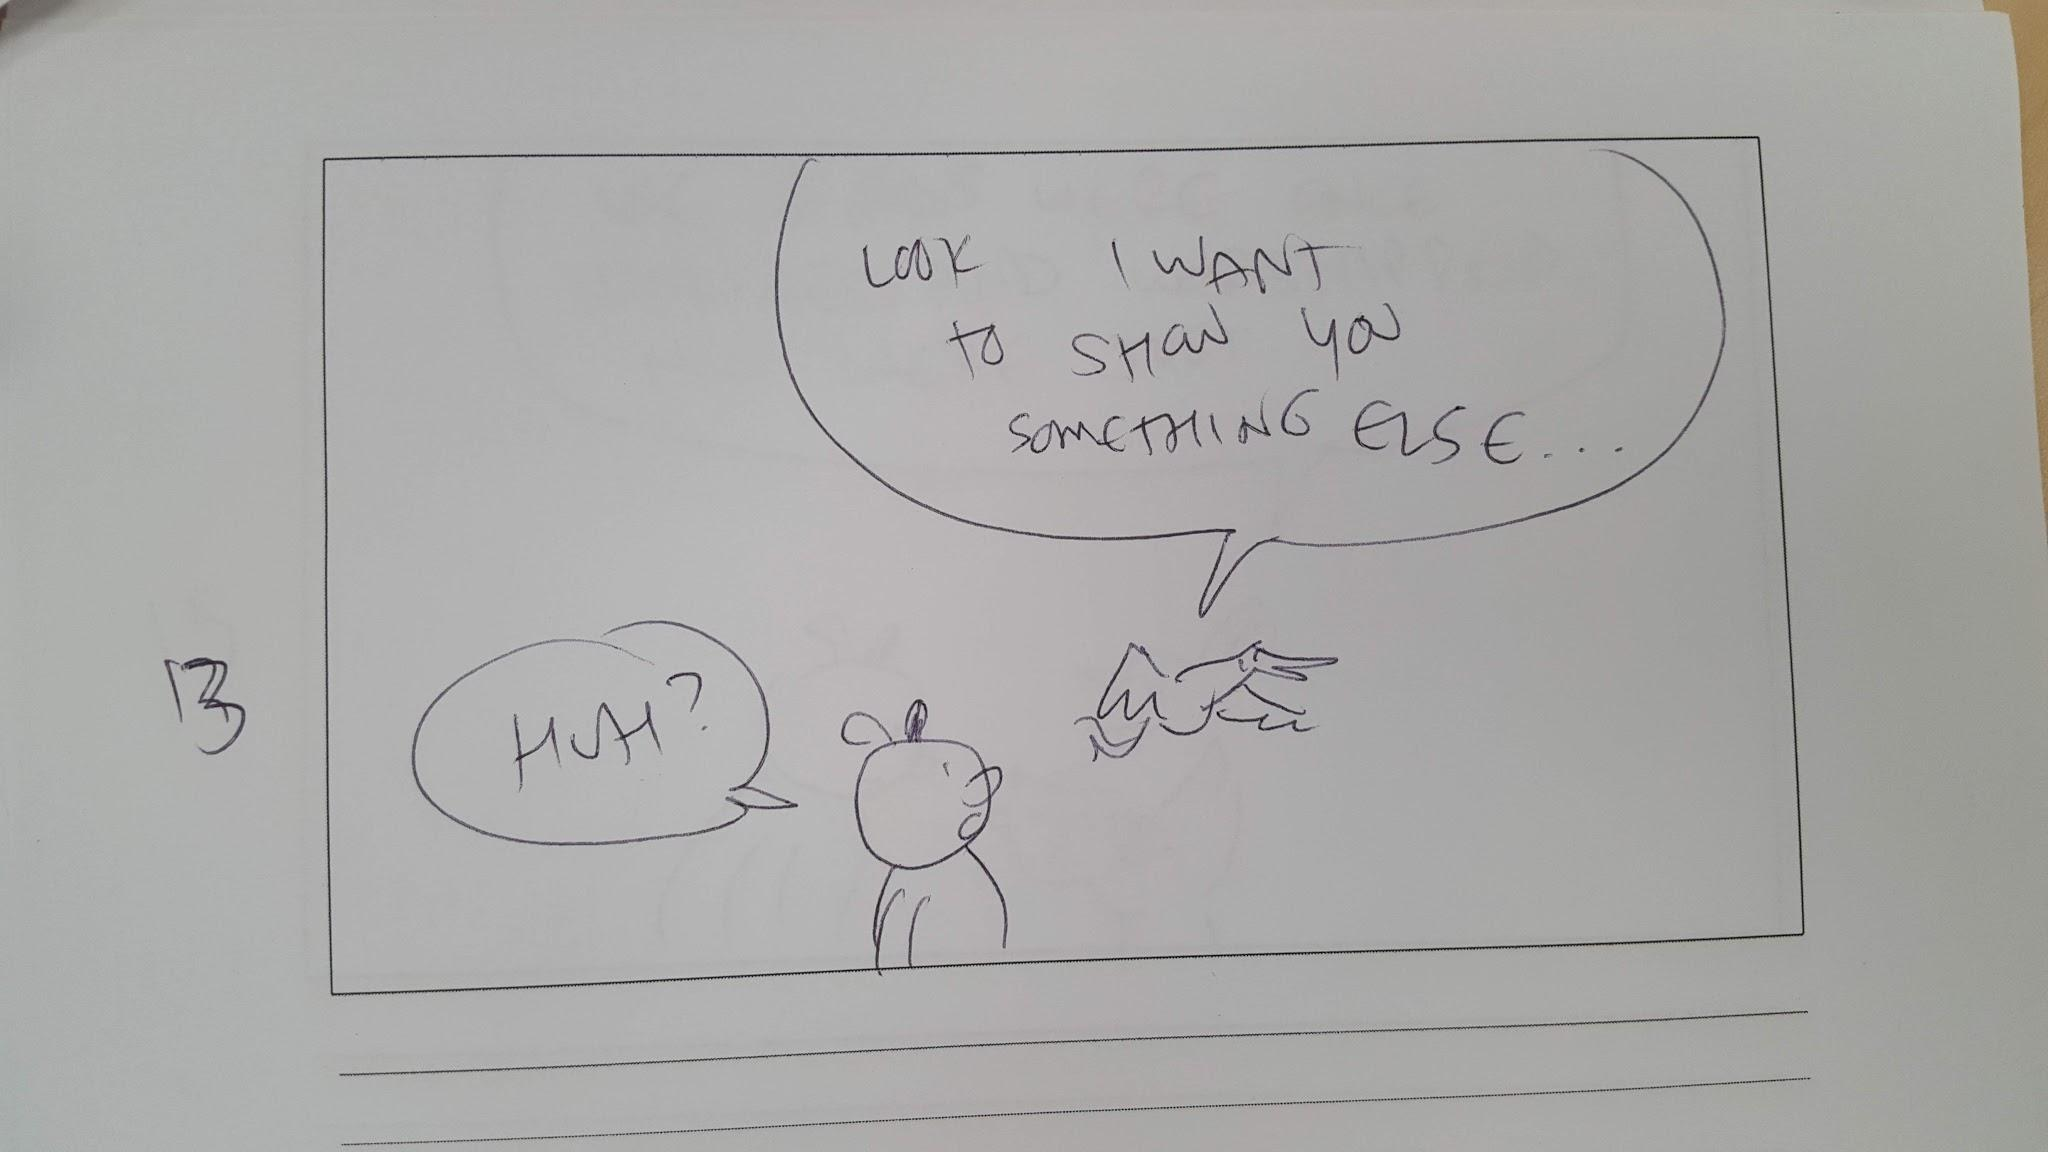 LOOK I WANT
TO SHOW YOU
SOMETHING ELSE...
HUH?
13